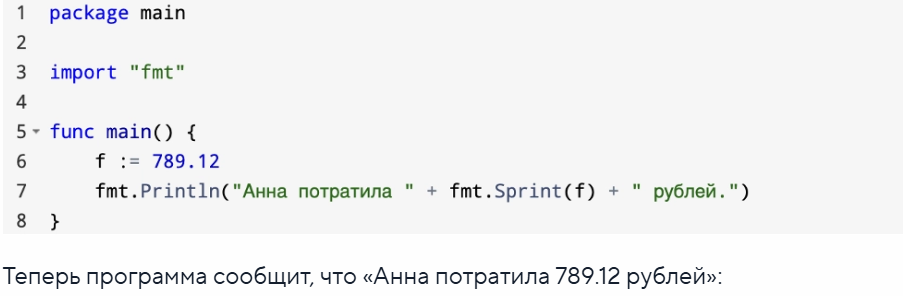 1 package main
2
3 import "fmt"
4
5 func main() {
6     f := 789.12
7     fmt.Println("Анна потратила " + fmt.Sprint(f) + " рублей.")
8 }
Теперь программа сообщит, что «Анна потратила 789.12 рублей»: